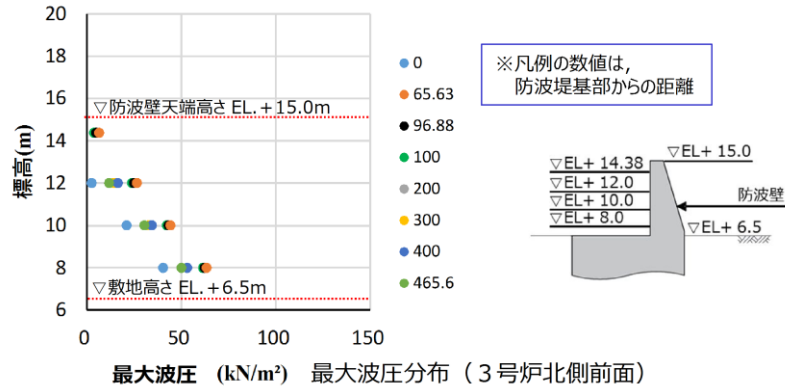 20
18
16
14
12
10
8
6
標高(m)
▽防波壁天端高さ EL.+15.0m
▽敷地高さ EL.+6.5m
0
50
100
150
0
65.63
96.88
100
200
300
400
465.6
※凡例の数値は,
防波堤基部からの距離
▽EL+ 14.38
▽EL+ 12.0
▽EL+ 10.0
▽EL+ 8.0
▽EL+ 15.0
防波壁
▽EL+ 6.5
最大波圧 (kN/m²) 最大波圧分布(3号炉北側前面)